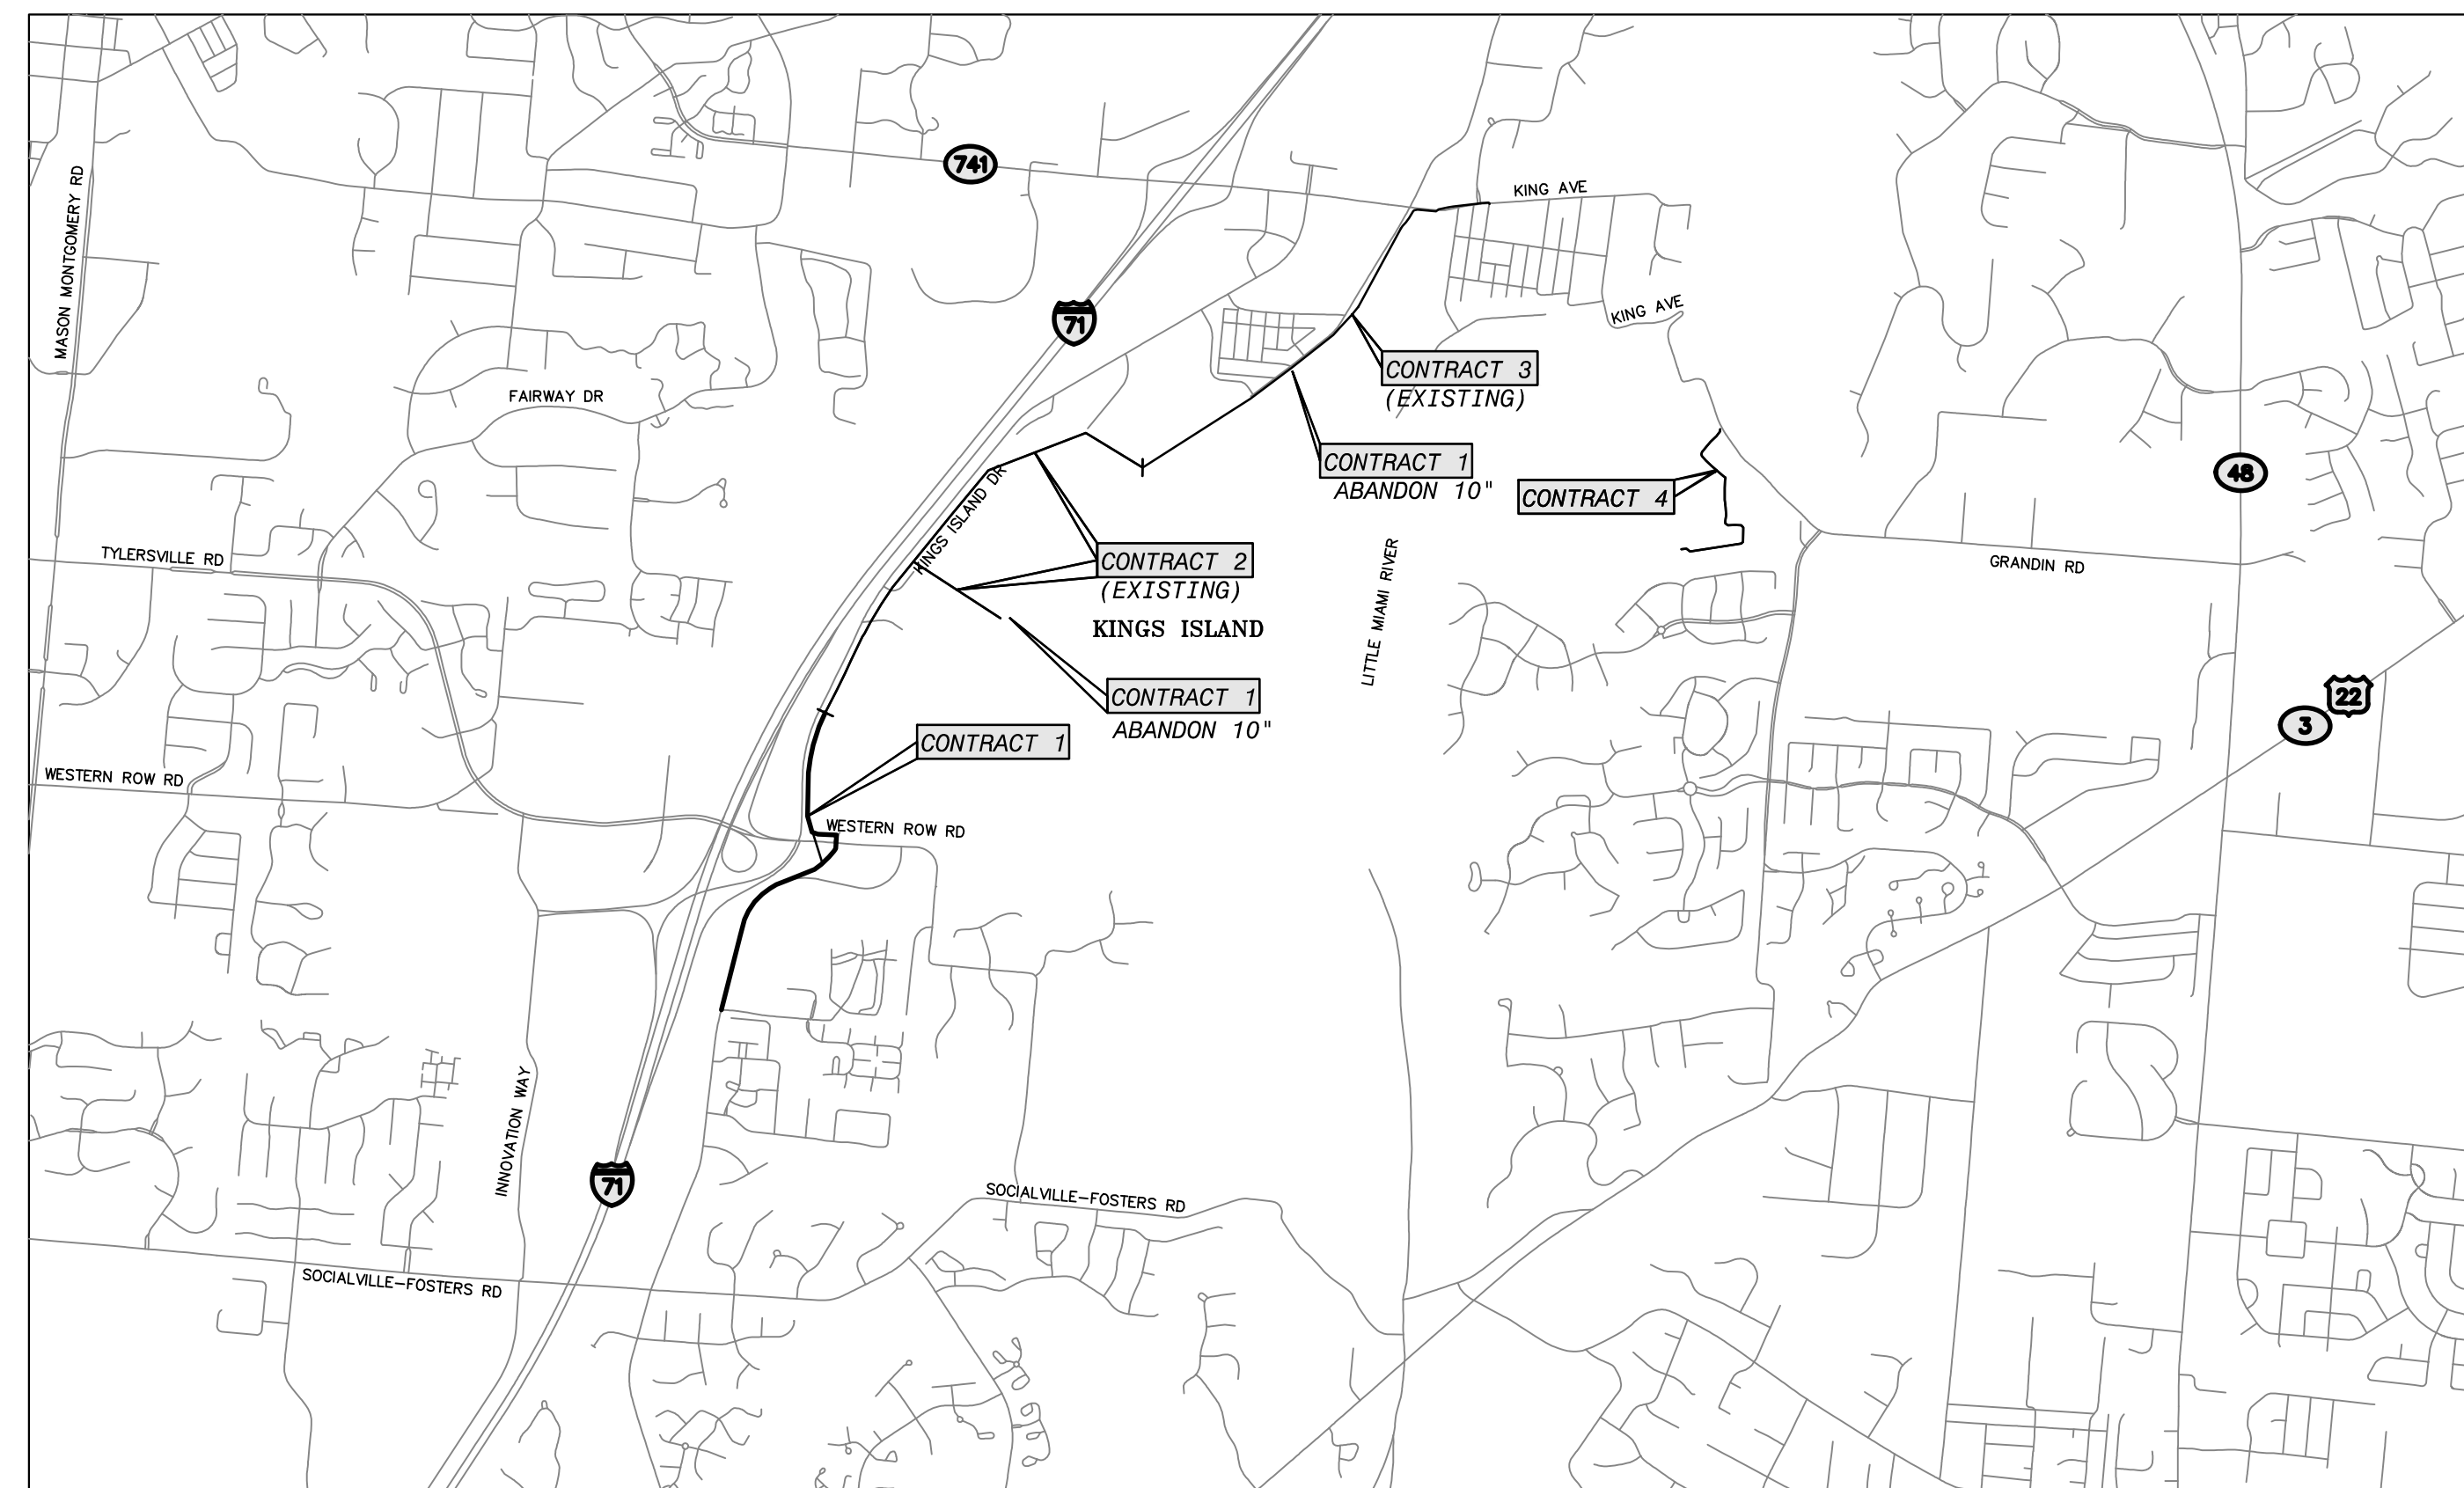 741
KING AVE
MASON MONTGOMERY RD
71
KING AVE
CONTRACT 3
(EXISTING)
FAIRWAY DR
CONTRACT 1
ABANDON 10"
CONTRACT 4
48
KINGS ISLAND DR
TYLERSVILLE RD
CONTRACT 2
(EXISTING)
GRANDIN RD
KINGS ISLAND
LITTLE MIAMI RIVER
CONTRACT 1
ABANDON 10"
22
3
CONTRACT 1
WESTERN ROW RD
WESTERN ROW RD
INNOVATION WAY
71
SOCIALVILLE-FOSTERS RD
SOCIALVILLE-FOSTERS RD